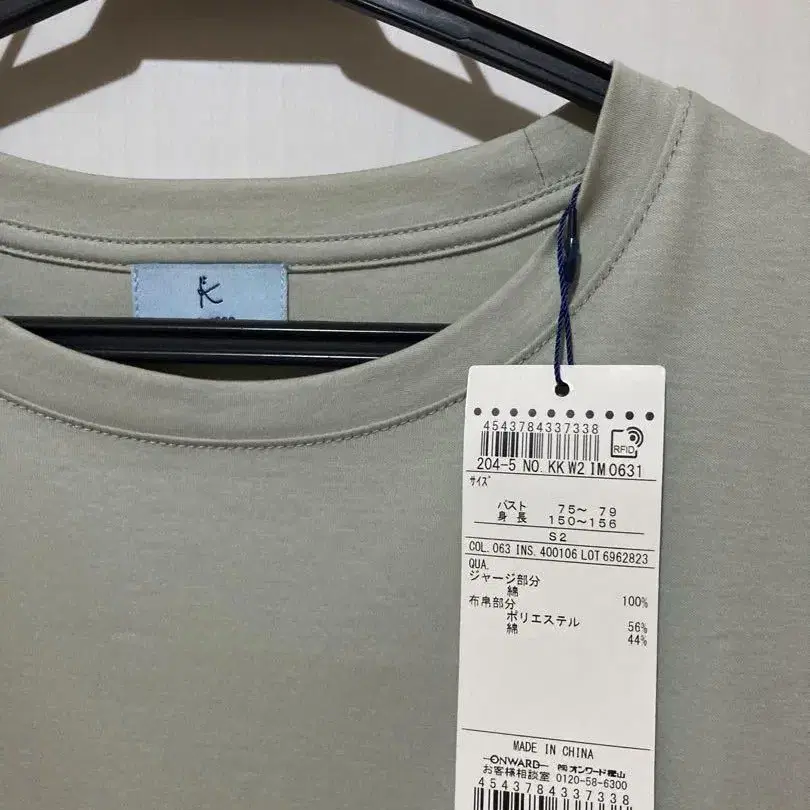 K
4543784337338
RFID
204-5 NO. KKW2IM0631
サイズ
バスト 75～ 79
身長 150～156
S2
COL. 063 INS. 400106 LOT 6962823
QUA.
ジャージ部分
綿 100%
布帛部分
ポリエステル 56%
綿 44%
MADE IN CHINA
ONWARD ㈱オンワード樫山
お客様相談室 0120-58-6300
4543784337338